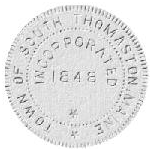 TOWN OF SOUTH THOMASTON, MAINE
INCORPORATED
1848